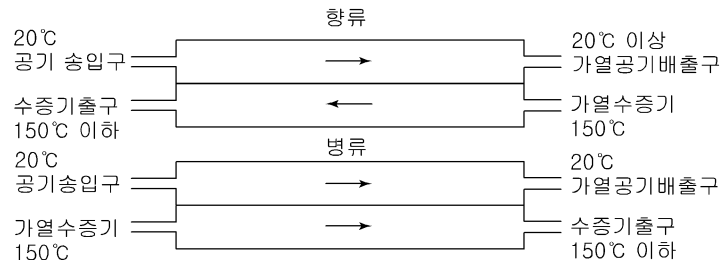 향류
20℃
공기 송입구
20℃ 이상
가열공기배출구
수증기출구
150℃ 이하
가열수증기
150℃
병류
20℃
공기송입구
20℃
가열공기배출구
가열수증기
150℃
수증기출구
150℃ 이하